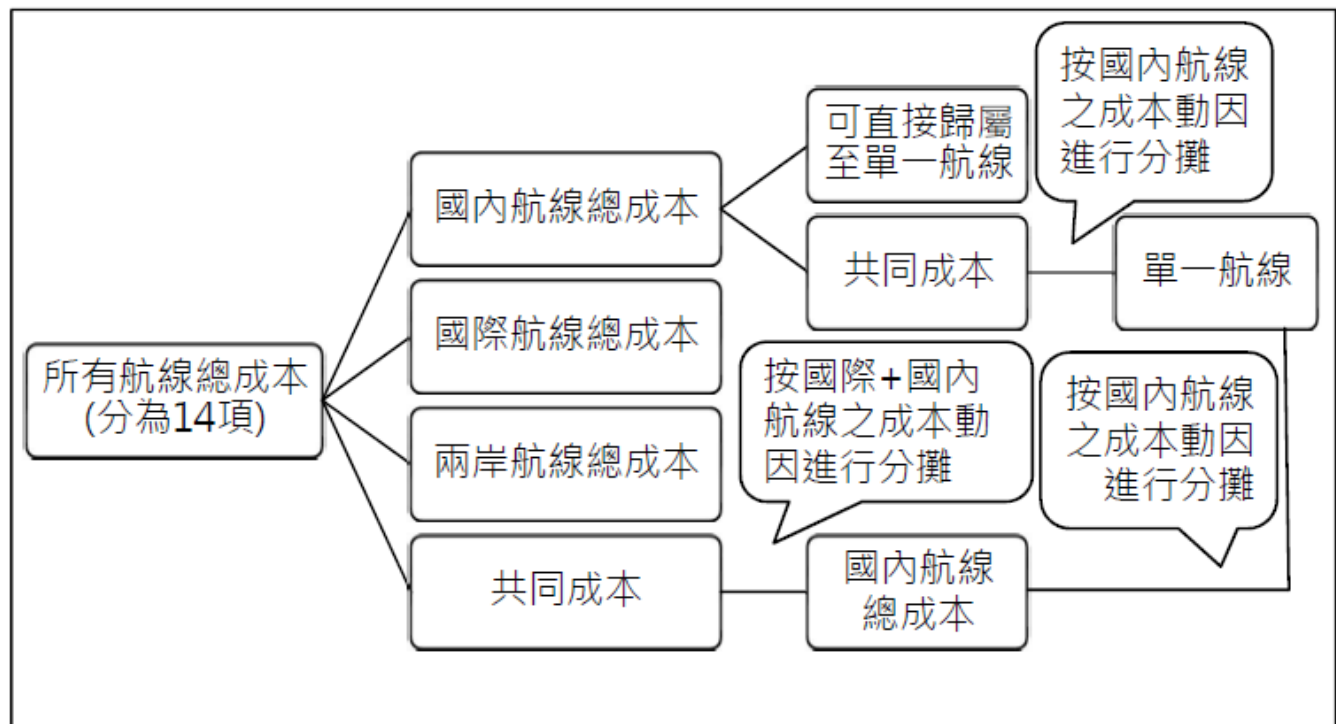 所有航線總成本
(分為14項)
國內航線總成本
國際航線總成本
兩岸航線總成本
共同成本
可直接歸屬
至單一航線
共同成本
按國內航線
之成本動因
進行分攤
單一航線
按國際+國內
航線之成本動
因進行分攤
按國內航線
之成本動因
進行分攤
國內航線
總成本